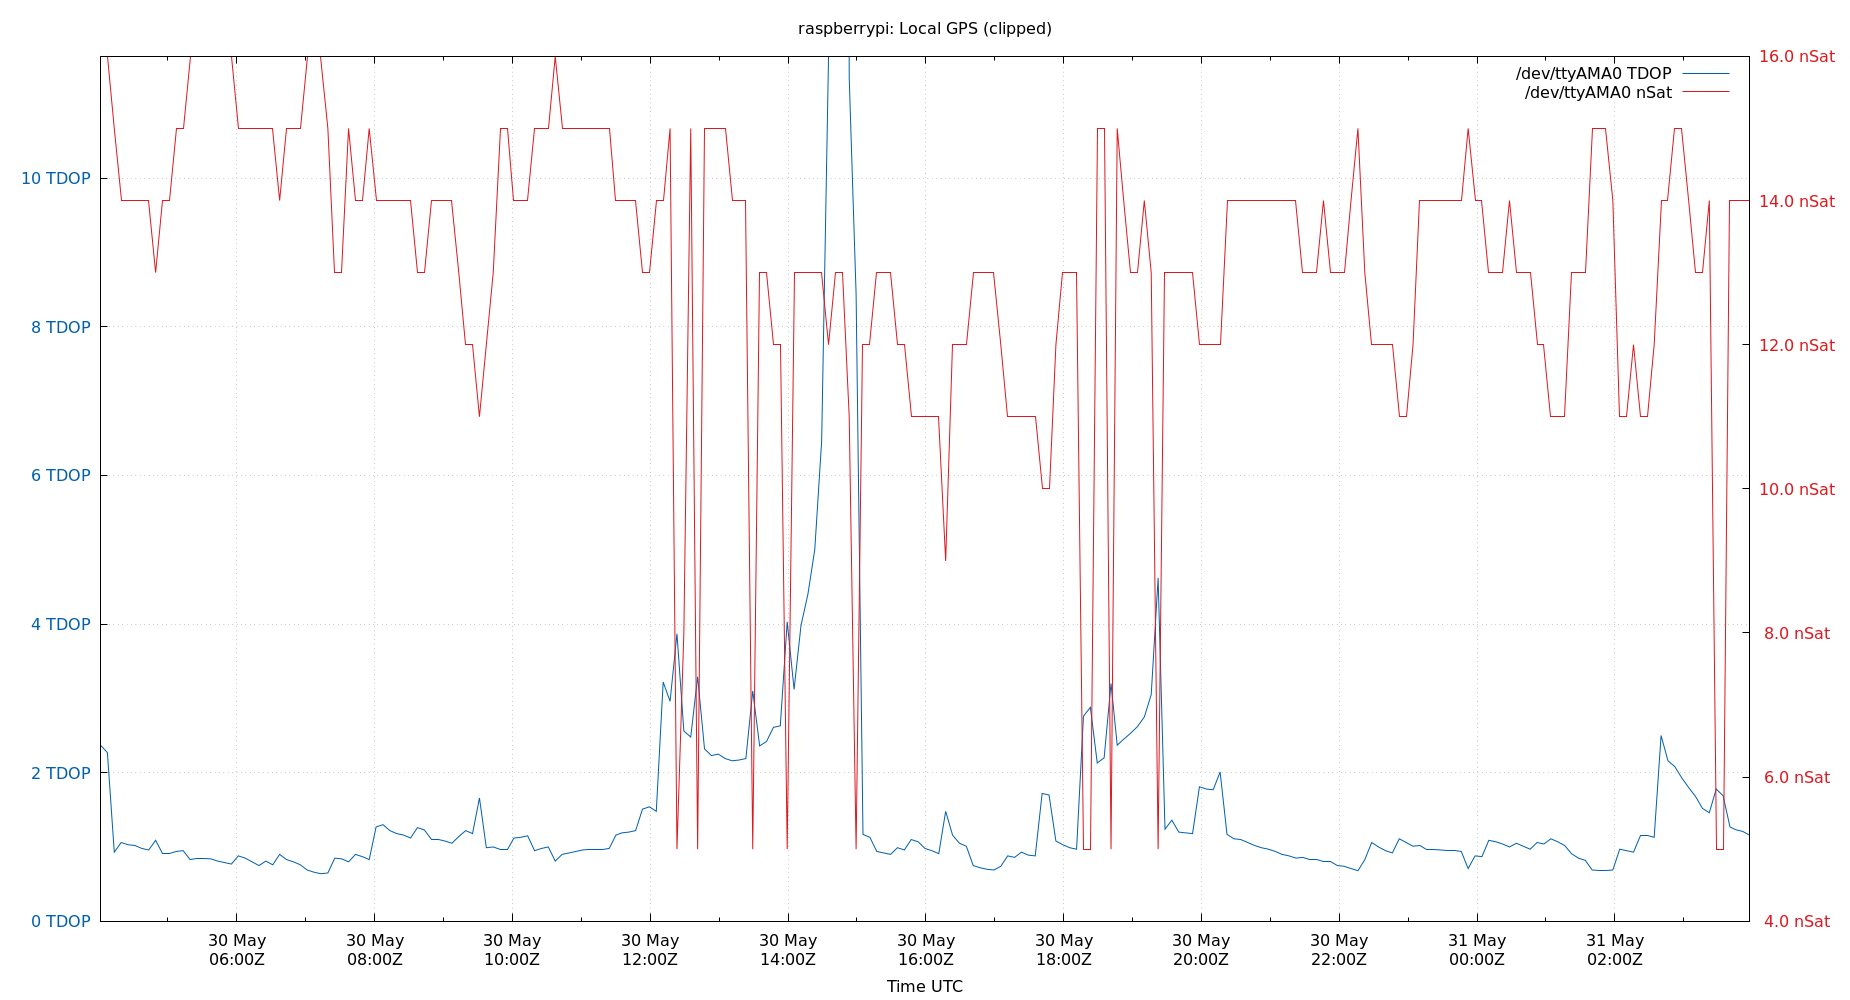 raspberrypi: Local GPS (clipped)
/dev/ttyAMA0 TDOP
/dev/ttyAMA0 nSat
10 TDOP
8 TDOP
6 TDOP
4 TDOP
2 TDOP
0 TDOP
16.0 nSat
14.0 nSat
12.0 nSat
10.0 nSat
8.0 nSat
6.0 nSat
4.0 nSat
30 May 30 May 30 May 30 May 30 May 30 May 30 May 30 May 30 May 31 May 31 May
06:00Z 08:00Z 10:00Z 12:00Z 14:00Z 16:00Z 18:00Z 20:00Z 22:00Z 00:00Z 02:00Z
Time UTC